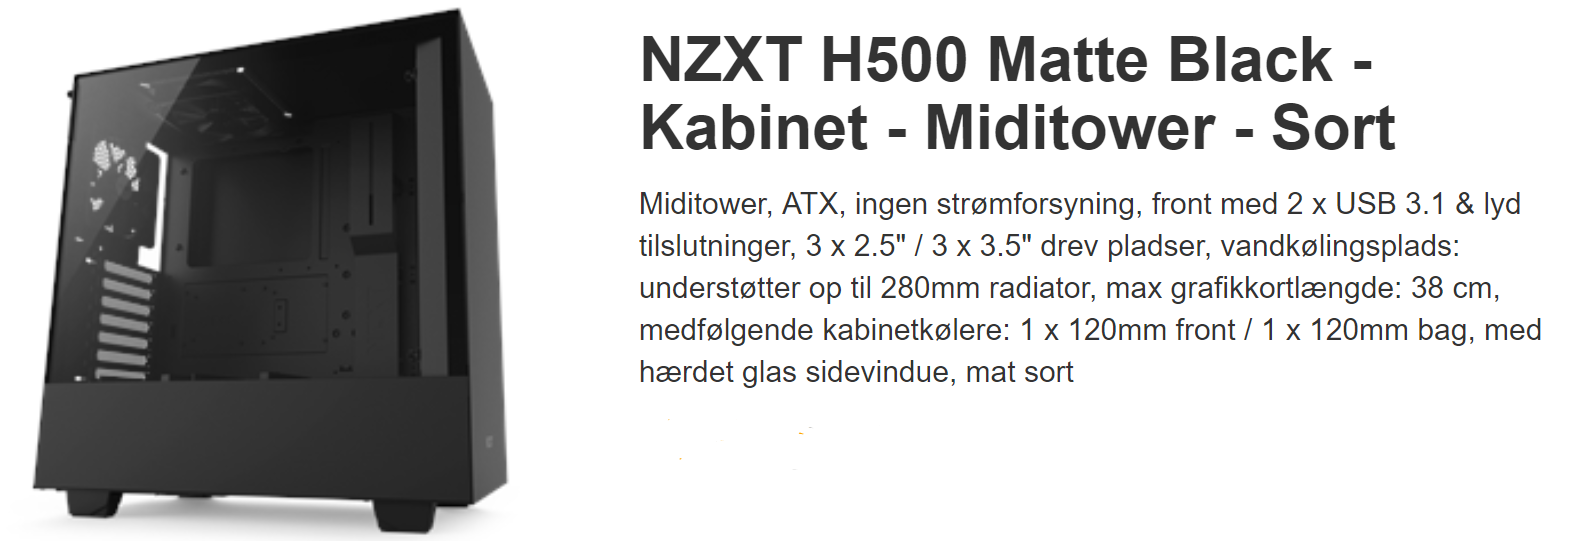 NZXT H500 Matte Black -
Kabinet - Miditower - Sort
Miditower, ATX, ingen strømforsyning, front med 2 x USB 3.1 & lyd
tilslutninger, 3 x 2.5" / 3 x 3.5" drev pladser, vandkølingsplads:
understøtter op til 280mm radiator, max grafikkortlængde: 38 cm,
medfølgende kabinetkølere: 1 x 120mm front / 1 x 120mm bag, med
hærdet glas sidevindue, mat sort